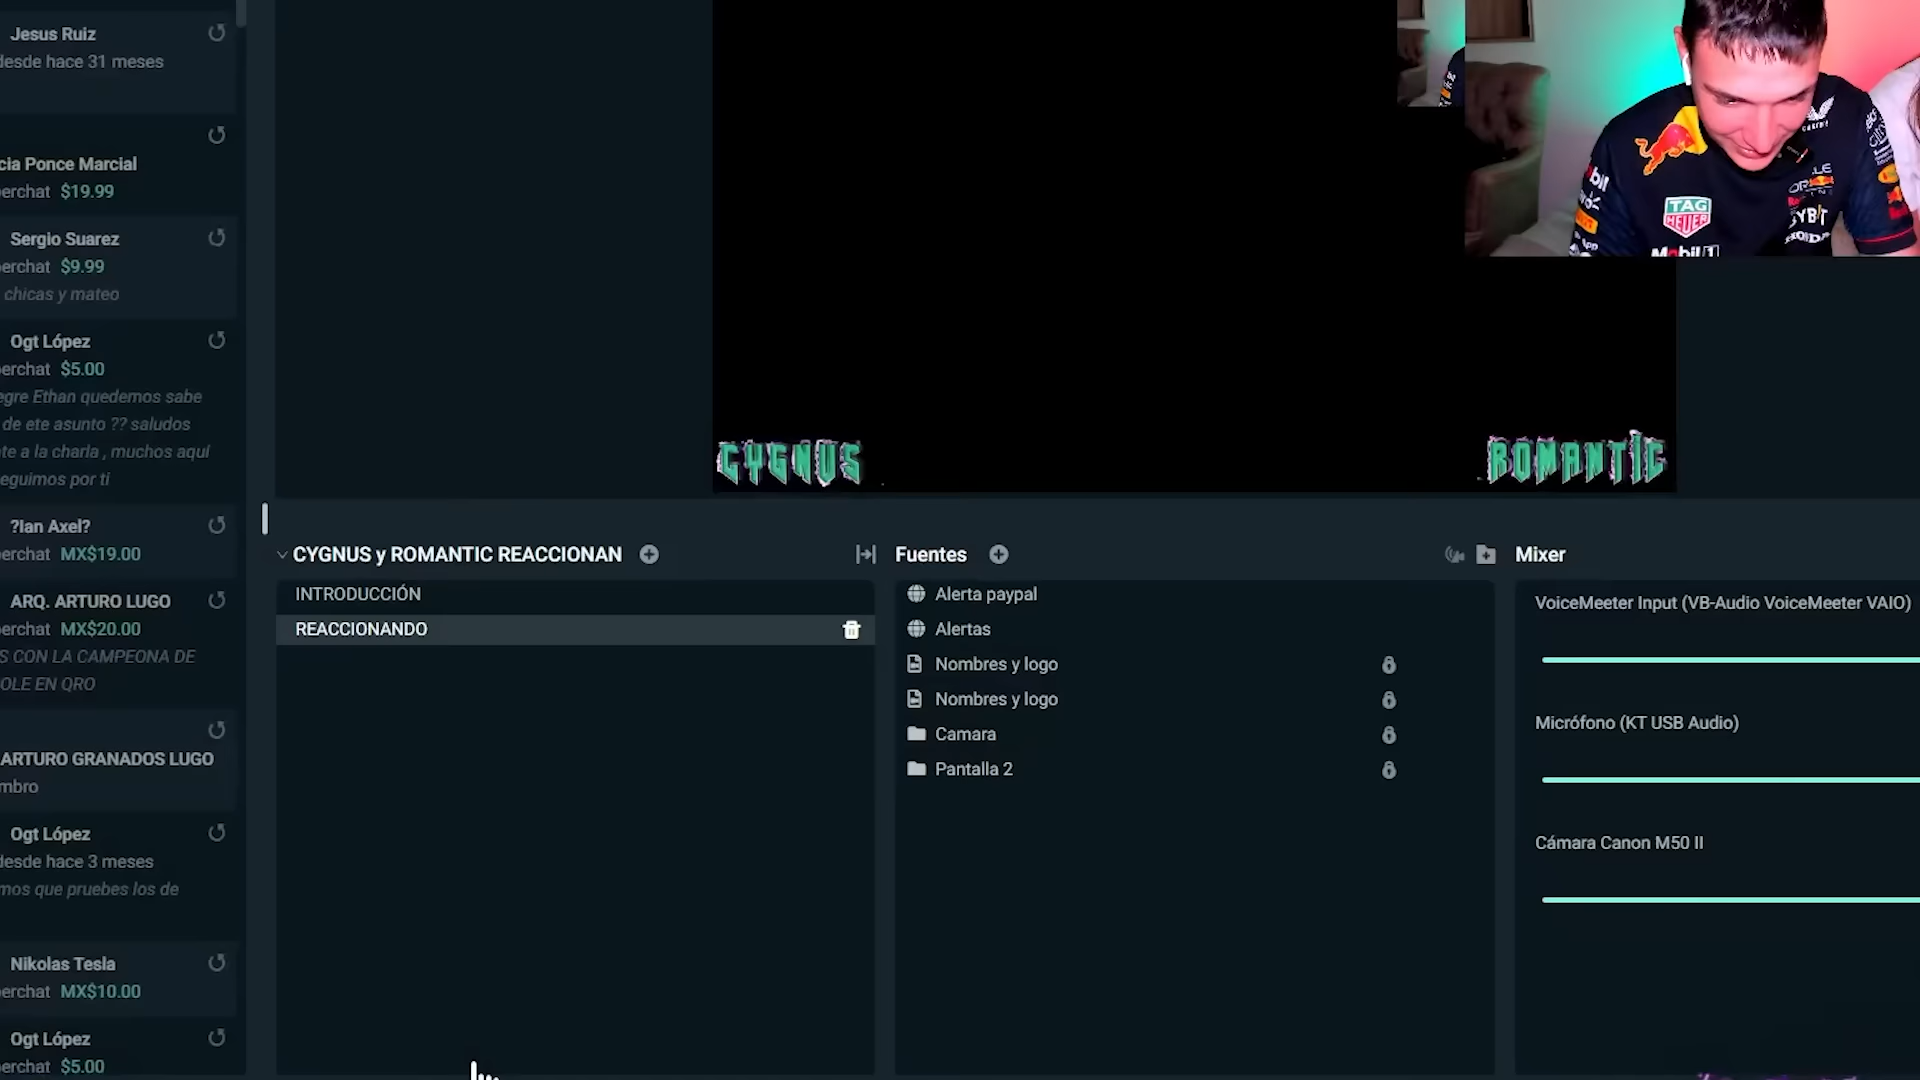 Jesus Ruiz
desde hace 31 meses
cia Ponce Marcial
erchat $19.99
Sergio Suarez
erchat $9.99
chicas y mateo
Ogt López
erchat $5.00
egre Ethan quedemos sabe
de ete asunto ?? saludos
te a la charla , muchos aquí
eguimos por ti
?Ian Axel?
erchat MX$19.00
ARQ. ARTURO LUGO
erchat MX$20.00
S CON LA CAMPEONA DE
OLE EN QRO
ARTURO GRANADOS LUGO
mbro
Ogt López
desde hace 3 meses
mos que pruebes los de
Nikolas Tesla
erchat MX$10.00
Ogt López
erchat $5.00
TAG
HEUER
Mobil 1
CYGNUS
ROMANTIC
CYGNUS y ROMANTIC REACCIONAN
INTRODUCCIÓN
REACCIONANDO
Fuentes
Alerta paypal
Alertas
Nombres y logo
Nombres y logo
Camara
Pantalla 2
Mixer
VoiceMeeter Input (VB-Audio VoiceMeeter VAIO)
Micrófono (KT USB Audio)
Cámara Canon M50 II